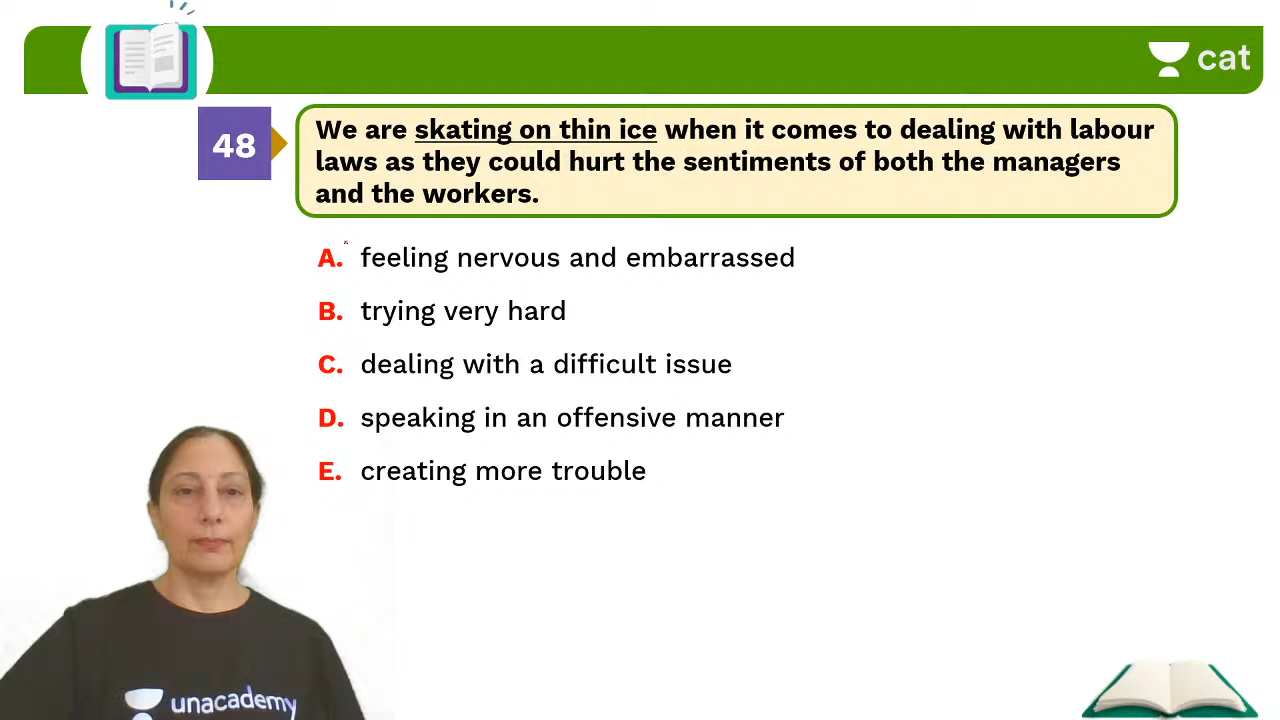 cat
48
We are skating on thin ice when it comes to dealing with labour
laws as they could hurt the sentiments of both the managers
and the workers.
A. feeling nervous and embarrassed
B. trying very hard
C. dealing with a difficult issue
D. speaking in an offensive manner
E. creating more trouble
unacademy